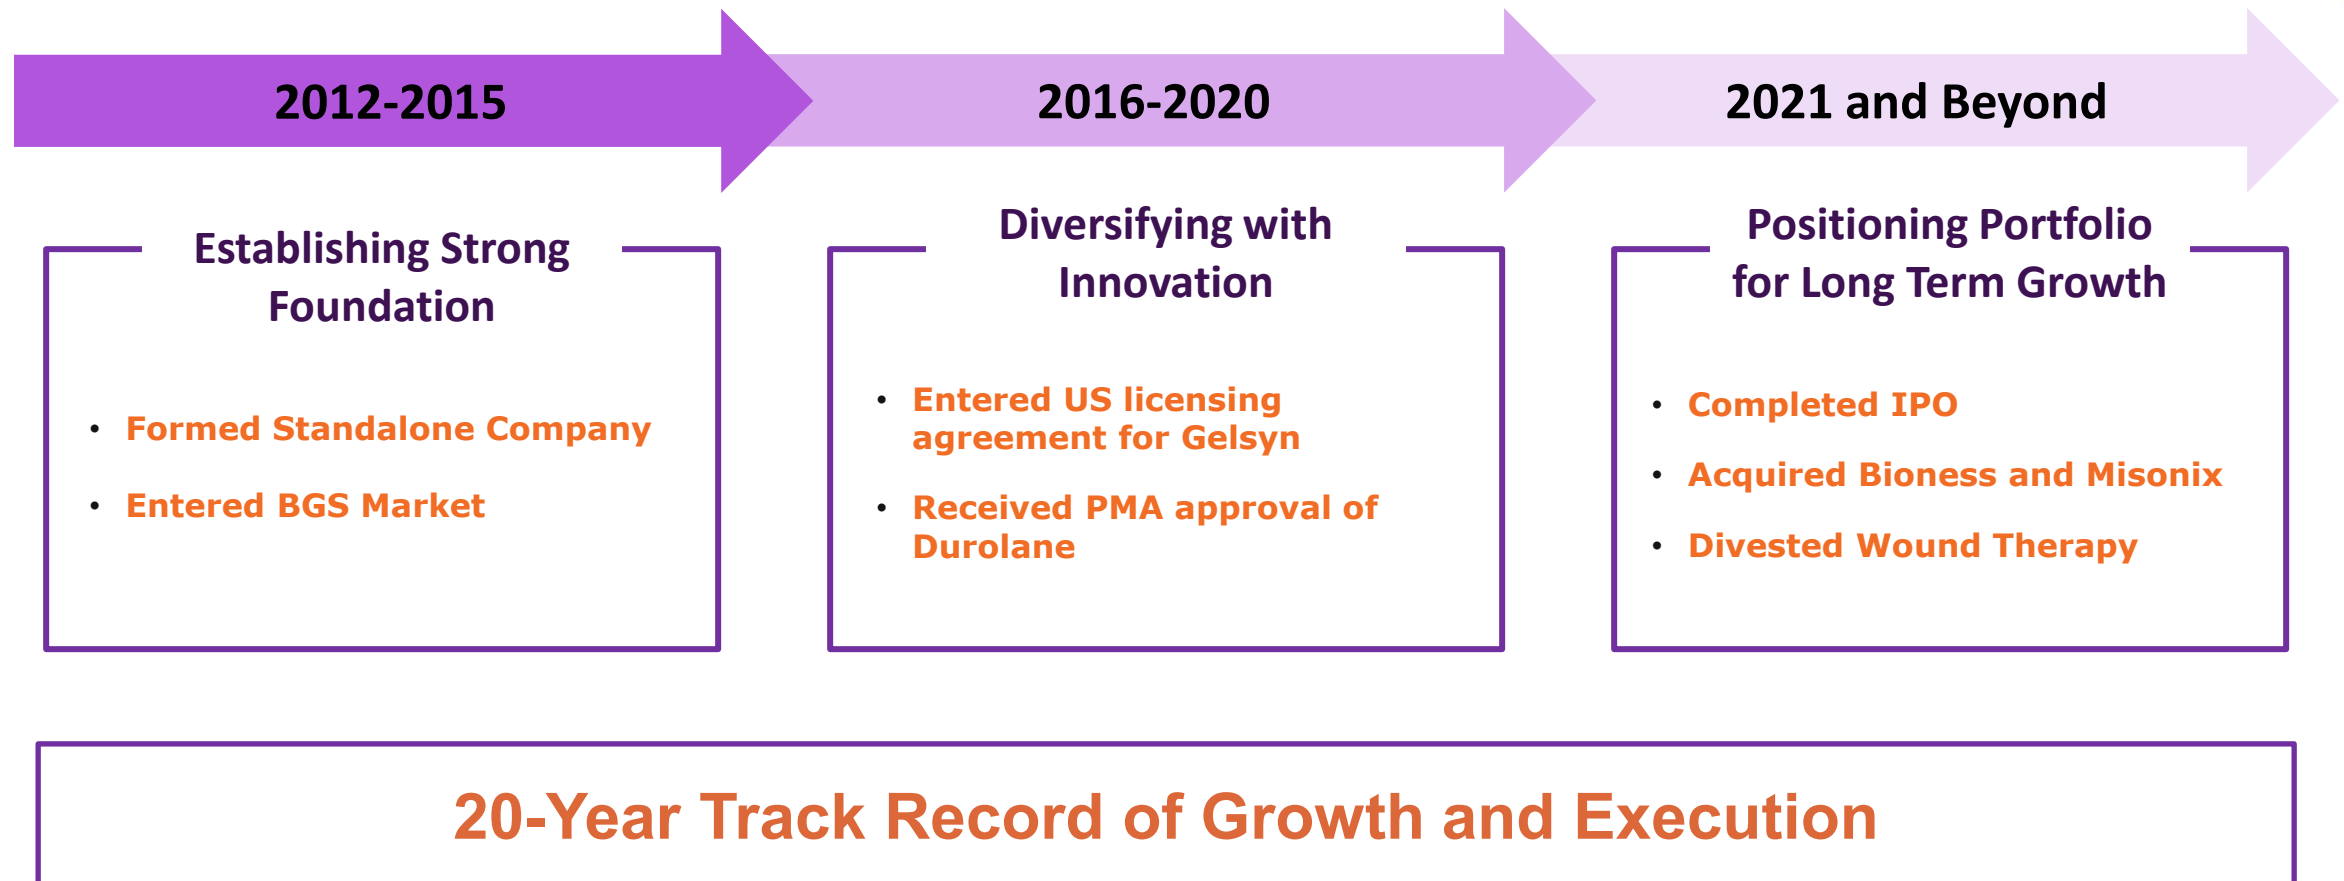 2012-2015
2016-2020
2021 and Beyond
Establishing Strong
Foundation
• Formed Standalone Company
• Entered BGS Market
Diversifying with
Innovation
• Entered US licensing
agreement for Gelsyn
• Received PMA approval of
Durolane
Positioning Portfolio
for Long Term Growth
• Completed IPO
• Acquired Bioness and Misonix
• Divested Wound Therapy
20-Year Track Record of Growth and Execution